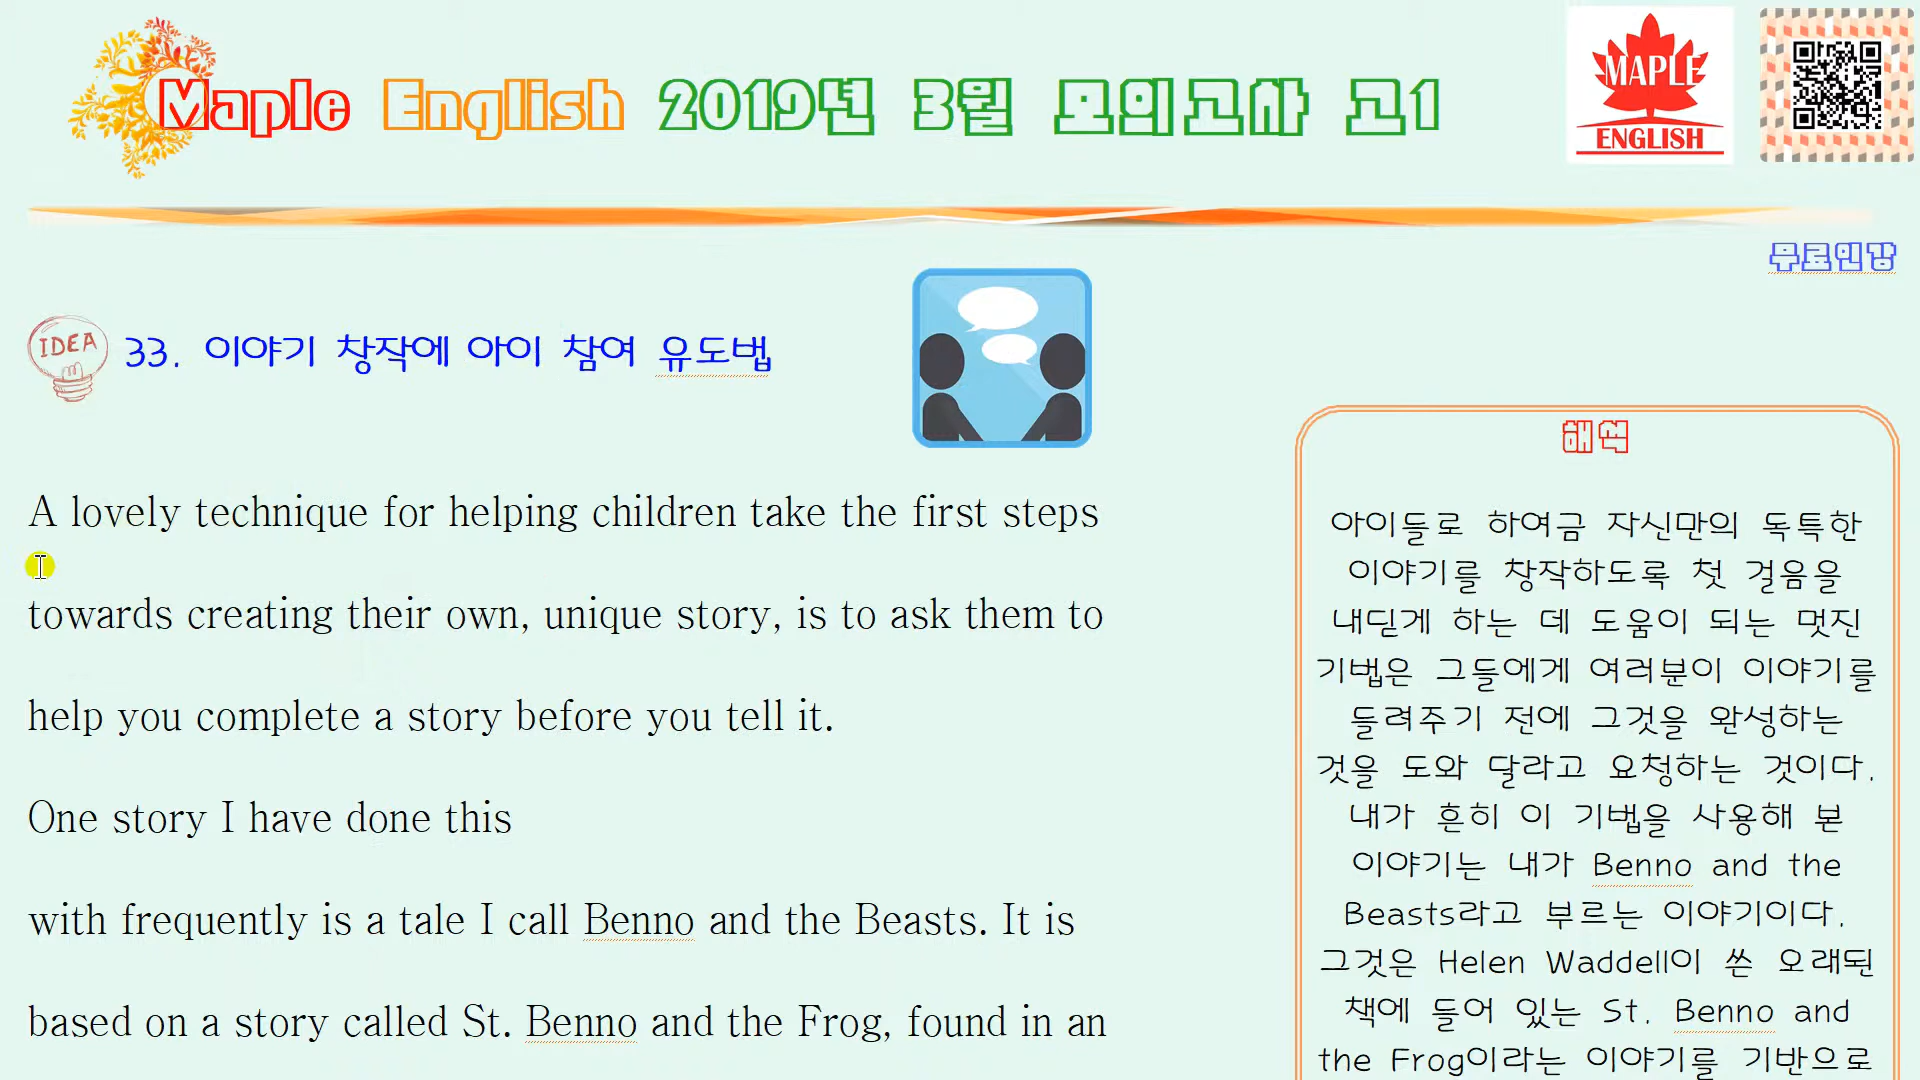 Maple English 2019년 3월 모의고사 고1
MAPLE
ENGLISH
무료인강
IDEA
33. 이야기 창작에 아이 참여 유도법
A lovely technique for helping children take the first steps
towards creating their own, unique story, is to ask them to
help you complete a story before you tell it.
One story I have done this
with frequently is a tale I call Benno and the Beasts. It is
based on a story called St. Benno and the Frog, found in an
해석
아이들로 하여금 자신만의 독특한
이야기를 창작하도록 첫 걸음을
내딛게 하는 데 도움이 되는 멋진
기법은 그들에게 여러분이 이야기를
들려주기 전에 그것을 완성하는
것을 도와 달라고 요청하는 것이다.
내가 흔히 이 기법을 사용해 본
이야기는 내가 Benno and the
Beasts라고 부르는 이야기이다.
그것은 Helen Waddell이 쓴 오래된
책에 들어 있는 St. Benno and
the Frog이라는 이야기를 기반으로